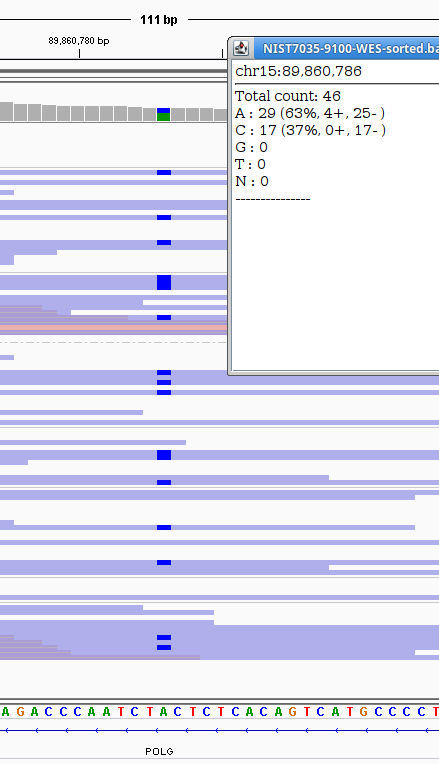 111 bp
89,860,780 bp
NIST7035-9100-WES-sorted.ba
chr15:89,860,786
Total count: 46
A : 29 (63%, 4+, 25- )
C : 17 (37%, 0+, 17- )
G : 0
T : 0
N : 0
---------------
A G A C C C A A T C T A C T C T C A C A G T C A T G C C C C T
POLG